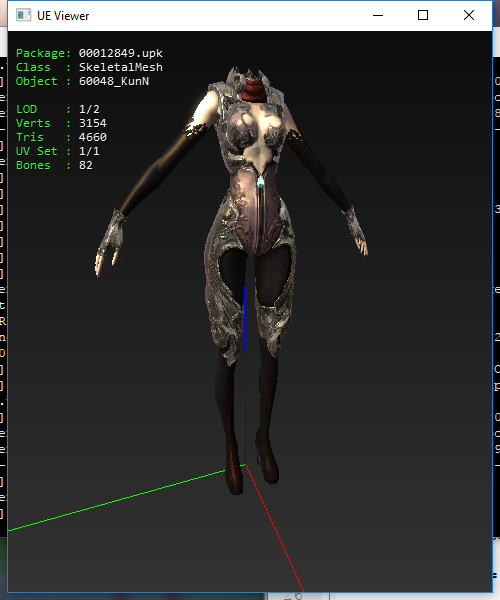 UE Viewer
Package: 00012849.upk
Class  : SkeletalMesh
Object : 60048_KunN
LOD    : 1/2
Verts  : 3154
Tris   : 4660
UV Set : 1/1
Bones  : 82